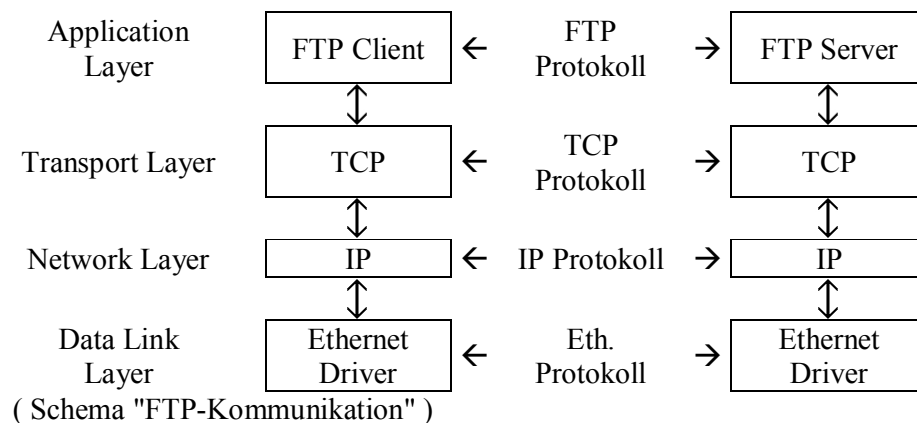 Application
Layer
FTP Client
←
FTP
Protokoll
→
FTP Server
Transport Layer
TCP
←
TCP
Protokoll
→
TCP
Network Layer
IP
←
IP Protokoll
→
IP
Data Link
Layer
Ethernet
Driver
←
Eth.
Protokoll
→
Ethernet
Driver
( Schema "FTP-Kommunikation" )